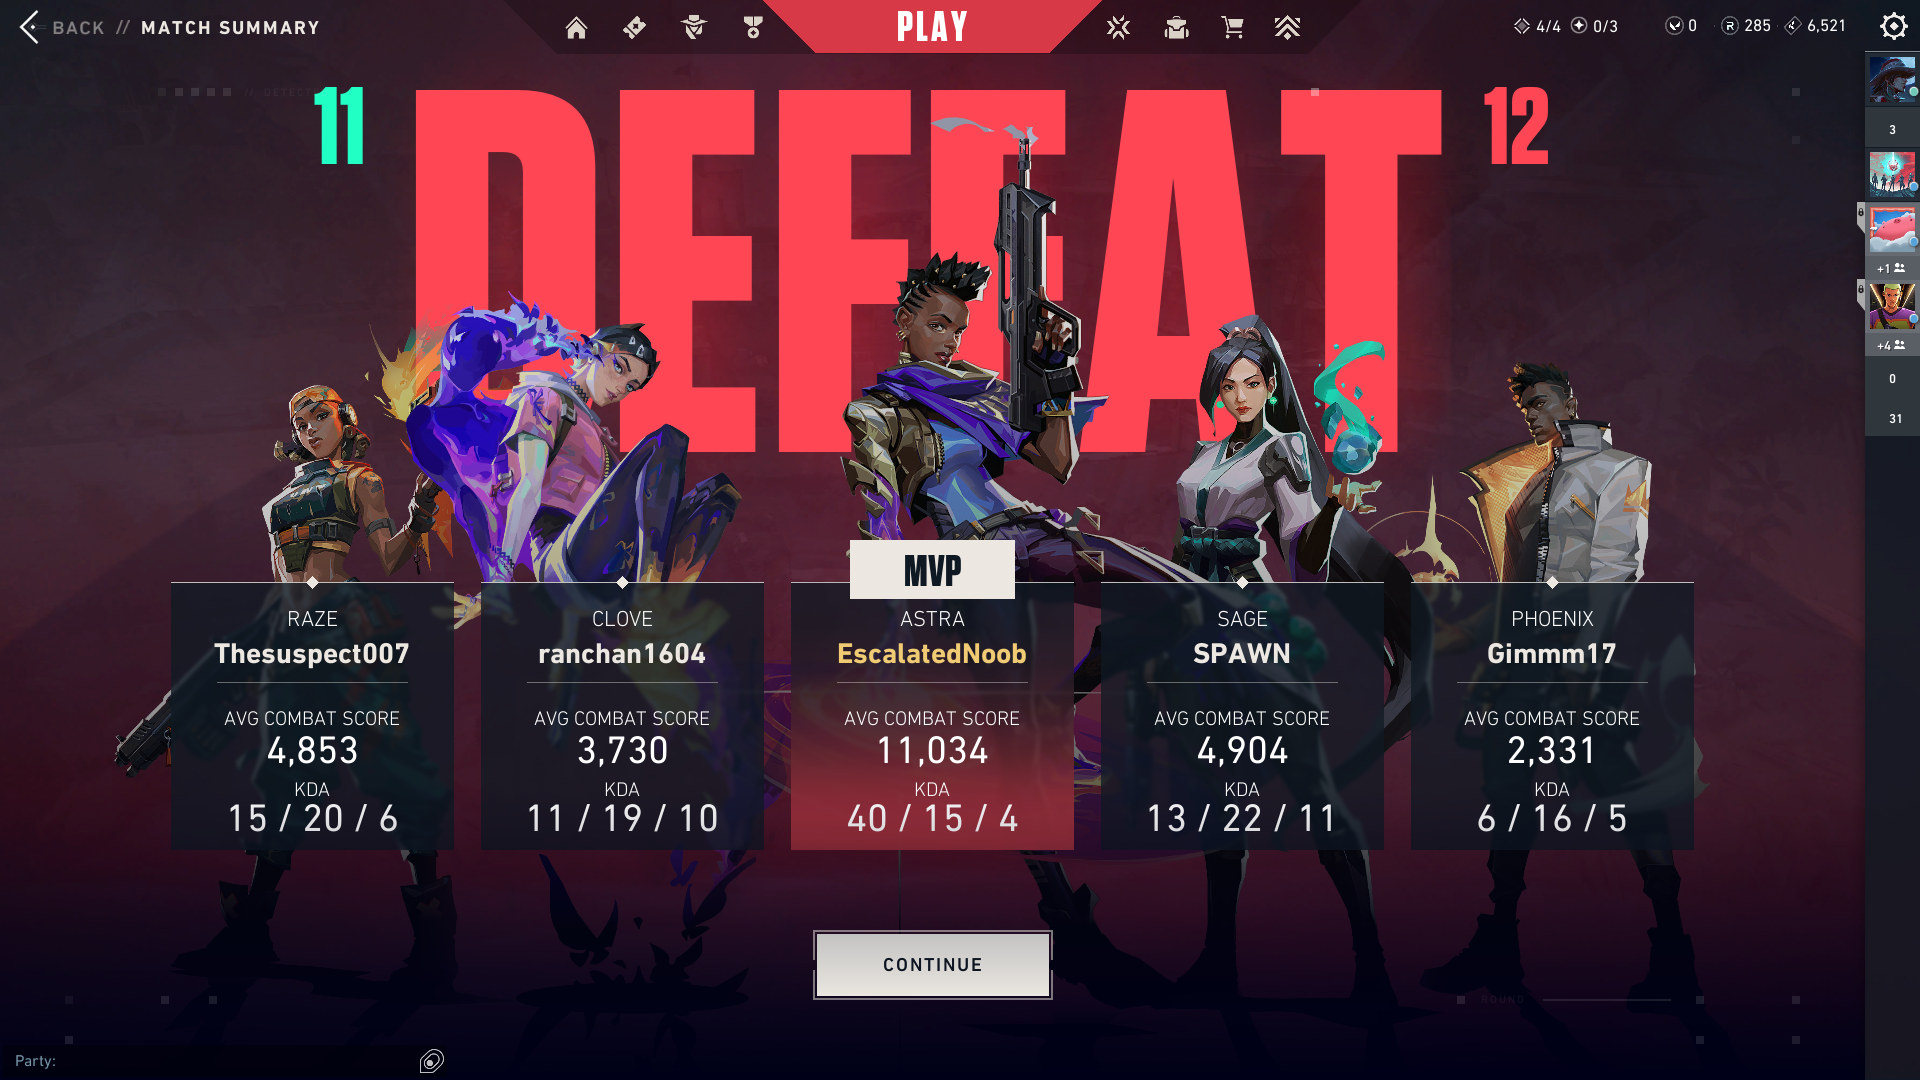 BACK // MATCH SUMMARY
PLAY
4/4 0/3 0 285 6,521
11 DEFEAT 12
3
+1
+4
0
31
MVP
RAZE
Thesuspect007
AVG COMBAT SCORE
4,853
KDA
15 / 20 / 6
CLOVE
ranchan1604
AVG COMBAT SCORE
3,730
KDA
11 / 19 / 10
ASTRA
EscalatedNoob
AVG COMBAT SCORE
11,034
KDA
40 / 15 / 4
SAGE
SPAWN
AVG COMBAT SCORE
4,904
KDA
13 / 22 / 11
PHOENIX
Gimmm17
AVG COMBAT SCORE
2,331
KDA
6 / 16 / 5
CONTINUE
ROUND
Party: